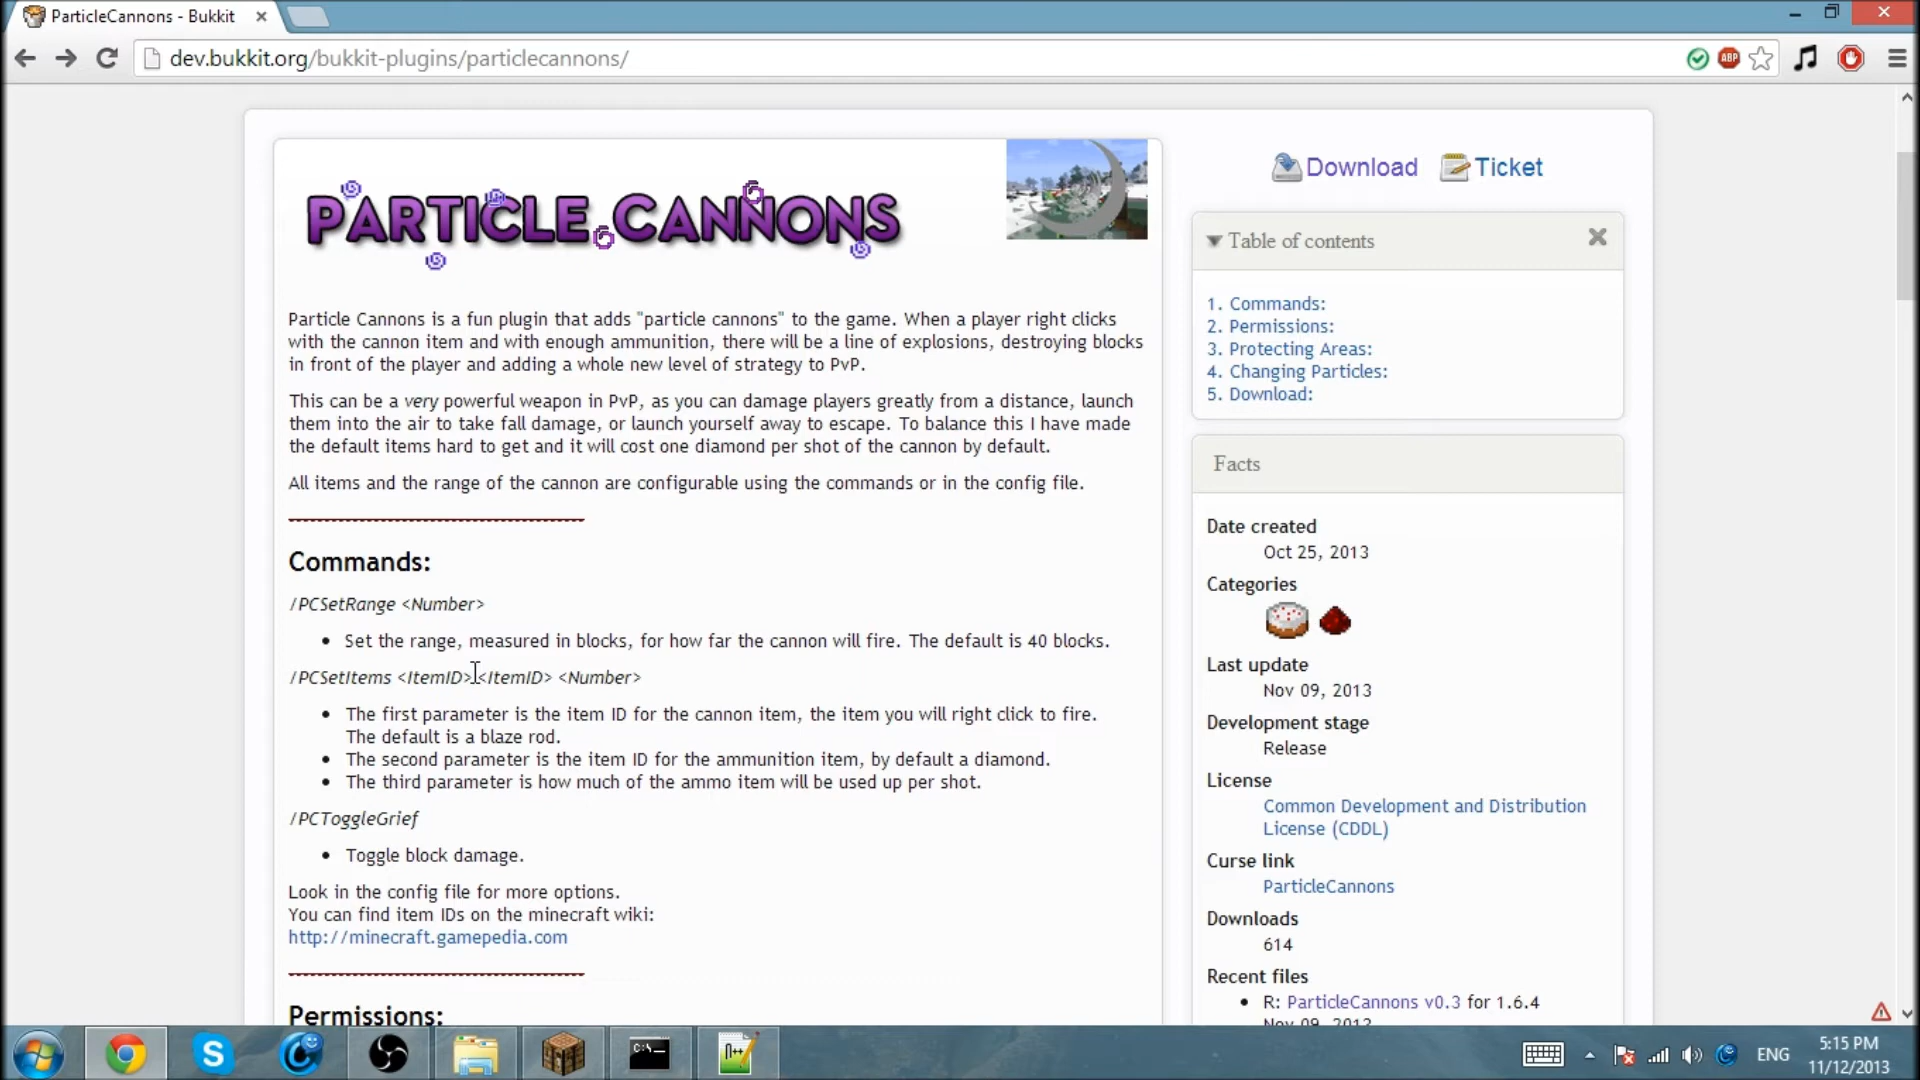 ParticleCannons - Bukkit
dev.bukkit.org/bukkit-plugins/particlecannons/
ABP
PARTICLE CANNONS
Download
Ticket
Particle Cannons is a fun plugin that adds "particle cannons" to the game. When a player right clicks
with the cannon item and with enough ammunition, there will be a line of explosions, destroying blocks
in front of the player and adding a whole new level of strategy to PvP.
This can be a very powerful weapon in PvP, as you can damage players greatly from a distance, launch
them into the air to take fall damage, or launch yourself away to escape. To balance this I have made
the default items hard to get and it will cost one diamond per shot of the cannon by default.
All items and the range of the cannon are configurable using the commands or in the config file.
Commands:
/PCSetRange <Number>
• Set the range, measured in blocks, for how far the cannon will fire. The default is 40 blocks.
/PCSetItems <ItemID> <ItemID> <Number>
• The first parameter is the item ID for the cannon item, the item you will right click to fire.
The default is a blaze rod.
• The second parameter is the item ID for the ammunition item, by default a diamond.
• The third parameter is how much of the ammo item will be used up per shot.
/PCToggleGrief
• Toggle block damage.
Look in the config file for more options.
You can find item IDs on the minecraft wiki:
http://minecraft.gamepedia.com
Permissions:
Table of contents
1. Commands:
2. Permissions:
3. Protecting Areas:
4. Changing Particles:
5. Download:
Facts
Date created
Oct 25, 2013
Categories
Last update
Nov 09, 2013
Development stage
Release
License
Common Development and Distribution
License (CDDL)
Curse link
ParticleCannons
Downloads
614
Recent files
• R: ParticleCannons v0.3 for 1.6.4
Nov 09, 2013
ENG
5:15 PM
11/12/2013